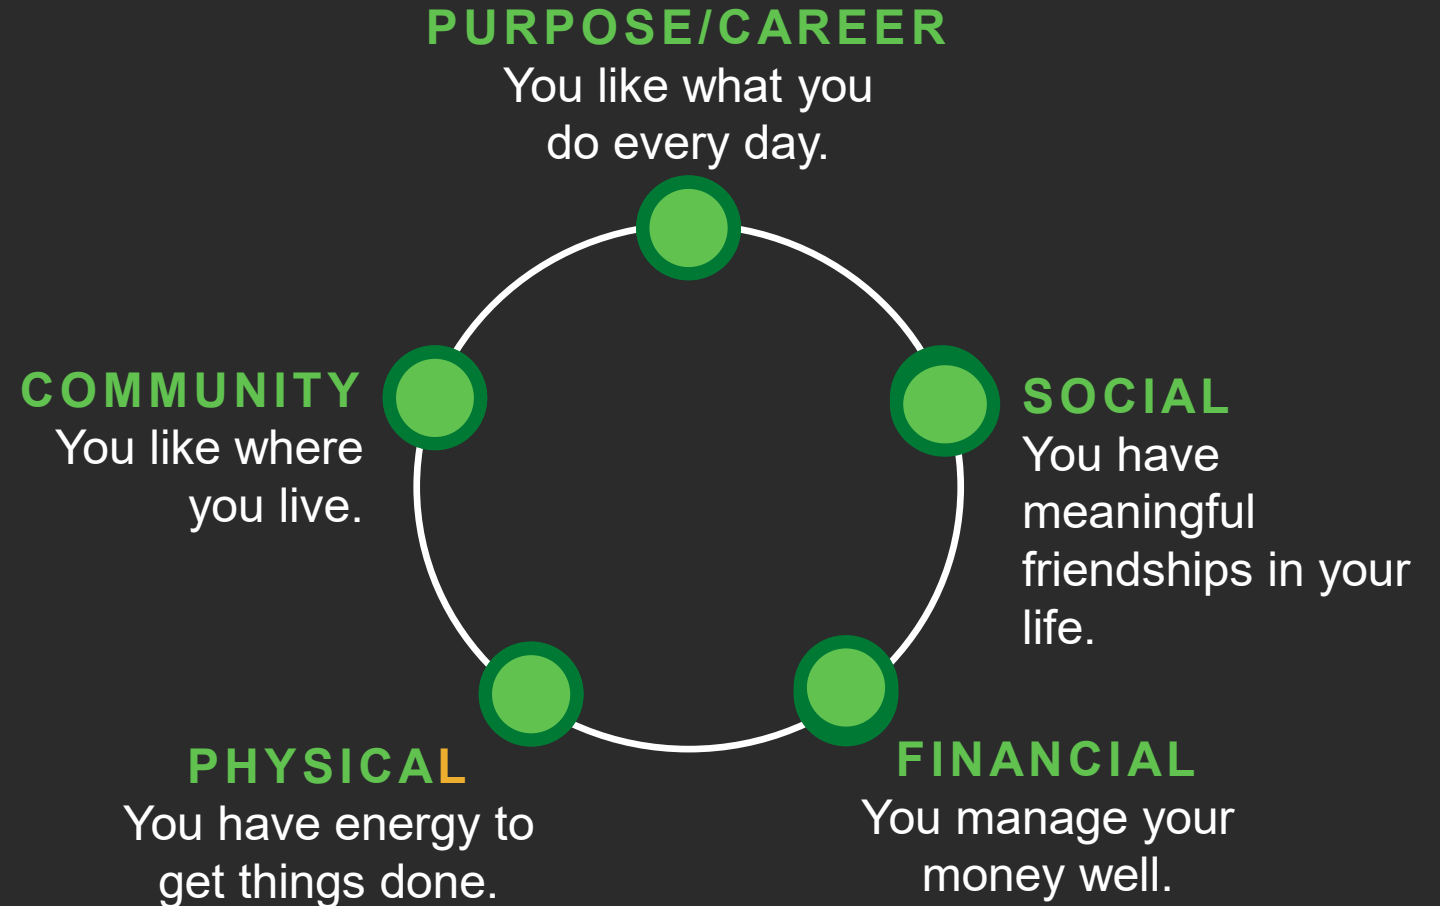 PURPOSE/CAREER
You like what you
do every day.
COMMUNITY
You like where
you live.
SOCIAL
You have
meaningful
friendships in your
life.
PHYSICAL
You have energy to
get things done.
FINANCIAL
You manage your
money well.